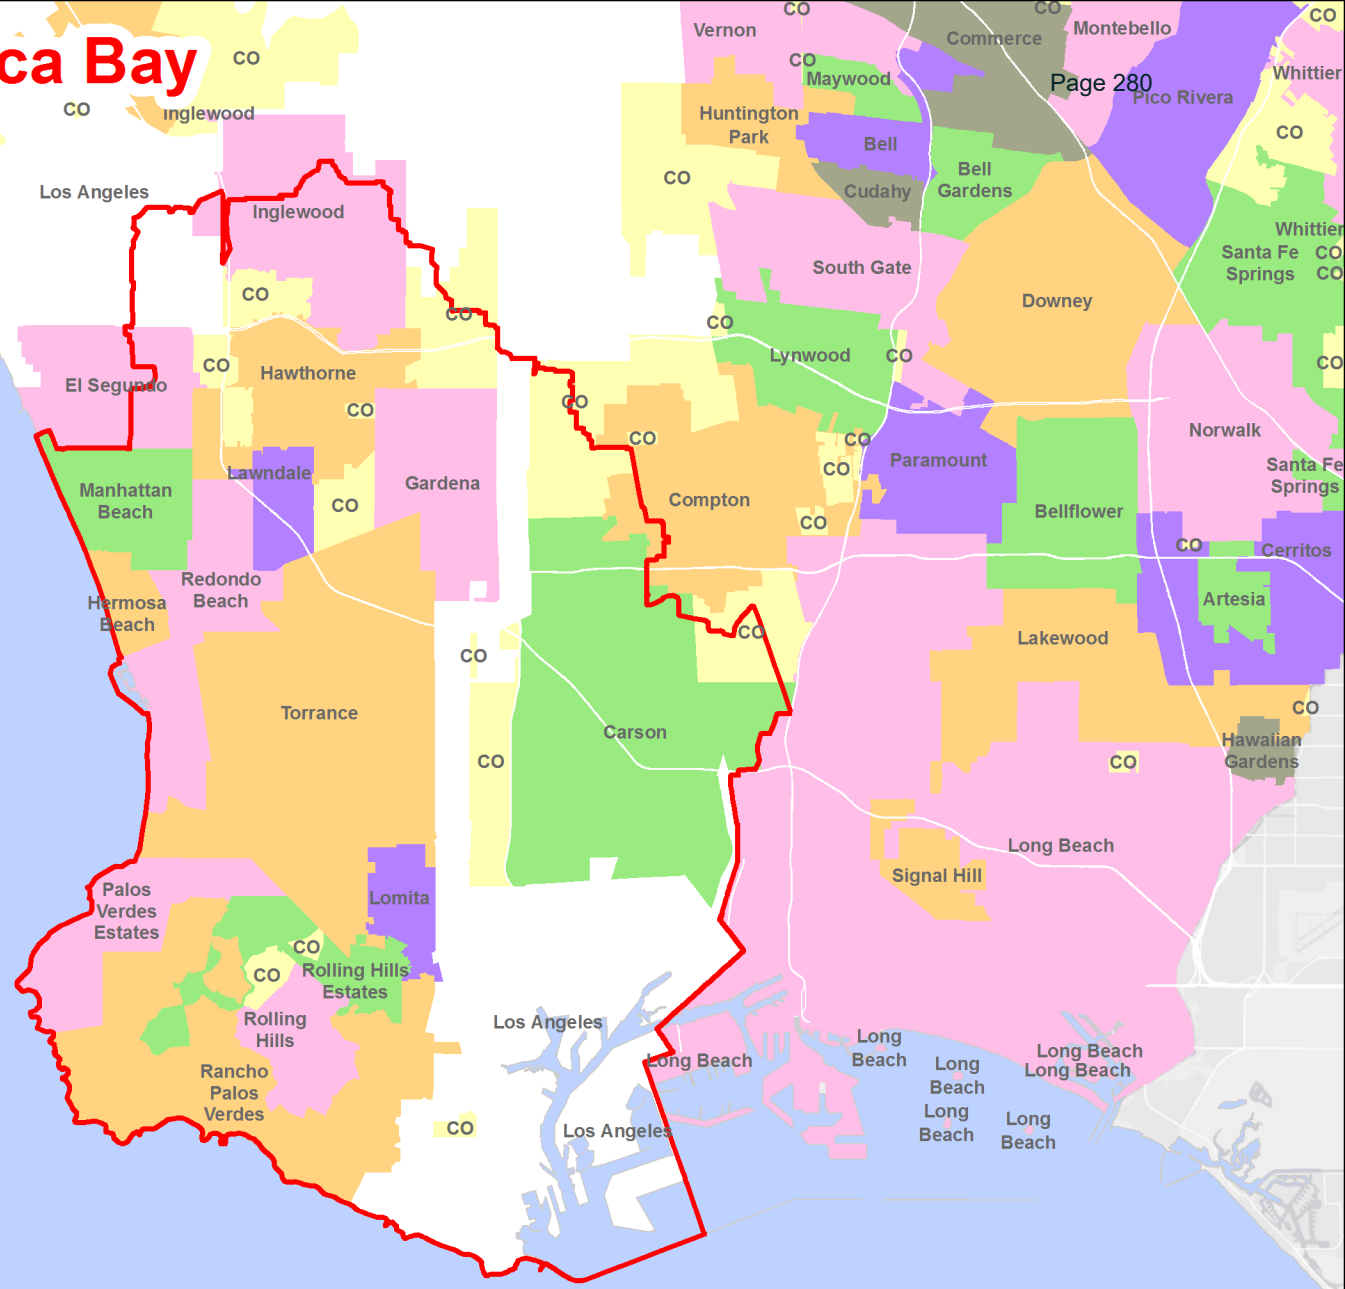 ca Bay
CO
CO
Inglewood
Los Angeles
Inglewood
CO
CO
El Segundo
CO
Hawthorne
CO
Lawndale
CO
Gardena
Manhattan
Beach
Redondo
Beach
Hermosa
Beach
Torrance
CO
CO
Carson
CO
CO
CO
Compton
CO
CO
CO
CO
Vernon
CO
CO
Maywood
Commerce
CO
Montebello
Page 280
Pico Rivera
CO
Whittier
CO
Huntington
Park
Bell
Cudahy
Bell
Gardens
CO
South Gate
Downey
Whittier
Santa Fe
Springs
CO
CO
CO
Lynwood
CO
CO
Paramount
Norwalk
Santa Fe
Springs
Bellflower
CO
Cerritos
Artesia
Lakewood
CO
Hawaiian
Gardens
CO
Long Beach
Signal Hill
Lomita
Palos
Verdes
Estates
CO
CO
Rolling Hills
Estates
Rolling
Hills
Rancho
Palos
Verdes
CO
Los Angeles
Los Angeles
Long Beach
Long
Beach
Long
Beach
Long
Beach
Long
Beach
Long Beach
Long Beach